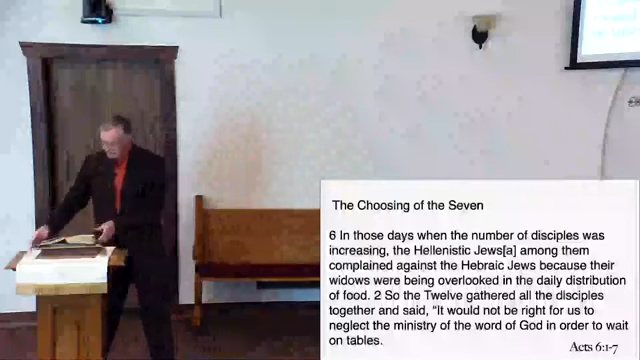 The Choosing of the Seven
6 In those days when the number of disciples was
increasing, the Hellenistic Jews[a] among them
complained against the Hebraic Jews because their
widows were being overlooked in the daily distribution
of food. 2 So the Twelve gathered all the disciples
together and said, “It would not be right for us to
neglect the ministry of the word of God in order to wait
on tables.
Acts 6:1-7